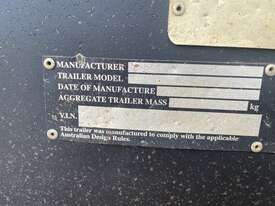 MANUFACTURER
TRAILER MODEL
DATE OF MANUFACTURE
AGGREGATE TRAILER MASS kg
V.I.N.
This trailer was manufactured to comply with the applicable
Australian Design Rules.